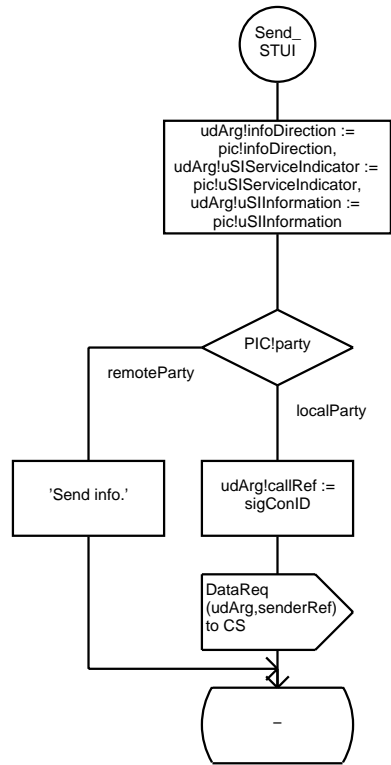 Send_
STUI
udArg!infoDirection :=
pic!infoDirection,
udArg!uSIServiceIndicator :=
pic!uSIServiceIndicator,
udArg!uSIInformation :=
pic!uSIInformation
PIC!party
remoteParty
localParty
'Send info.'
udArg!callRef :=
sigConID
DataReq
(udArg,senderRef)
to CS
–